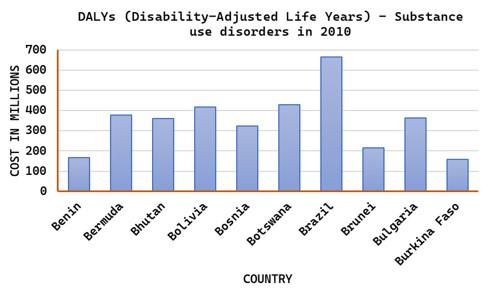 DALYs (Disability-Adjusted Life Years) - Substance
use disorders in 2010
COST IN MILLIONS
700
600
500
400
300
200
100
0
Benin
Bermuda
Bhutan
Bolivia
Bosnia
Botswana
Brazil
Brunei
Bulgaria
Burkina Faso
COUNTRY